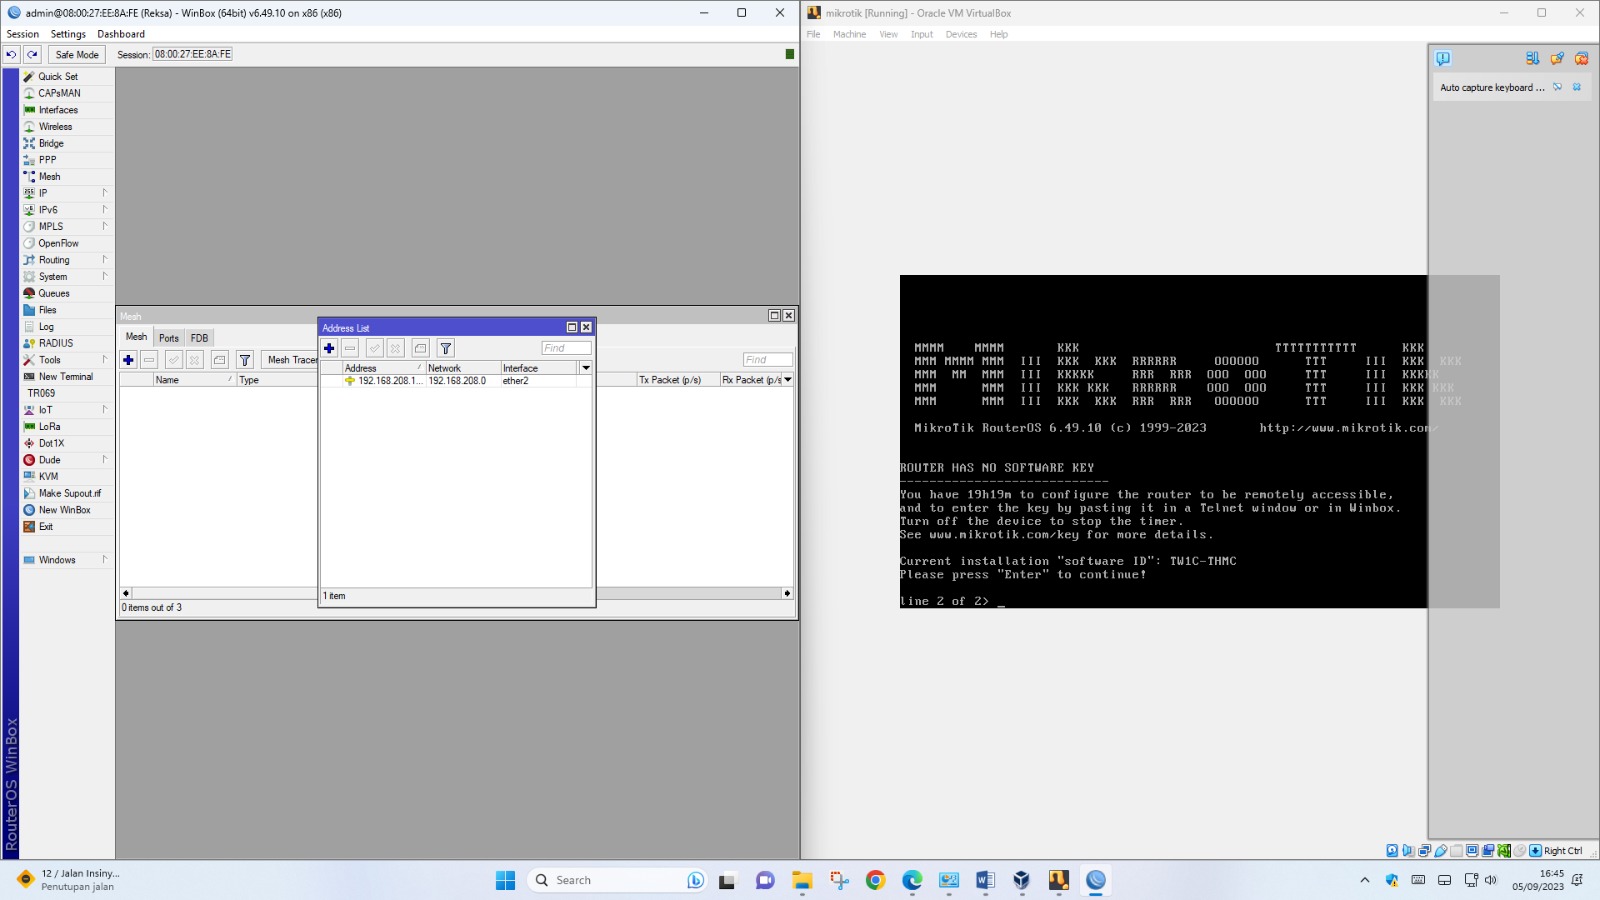 admin@08:00:27:EE:8A:FE (Reksa) - WinBox (64bit) v6.49.10 on x86 (x86)
Session Settings Dashboard
Safe Mode Session: 08:00:27:EE:8A:FE
Quick Set
CAPsMAN
Interfaces
Wireless
Bridge
PPP
Mesh
IP
IPv6
MPLS
OpenFlow
Routing
System
Queues
Files
Log
RADIUS
Tools
New Terminal
TR069
IoT
LoRa
Dot1X
Dude
KVM
Make Supout.rif
New WinBox
Exit
Windows
RouterOS WinBox
Mesh
Mesh Ports FDB
Mesh Tracer
Find
Name Type Tx Packet (p/s) Rx Packet (p/s
0 items out of 3
Address List
Find
Address Network Interface
192.168.208.1... 192.168.208.0 ether2
1 item
mikrotik [Running] - Oracle VM VirtualBox
File Machine View Input Devices Help
Auto capture keyboard ...
MMMM MMMM KKK TTTTTTTTTTT KKK
MMM MMMM MMM III KKK KKK RRRRRR OOOOOO TTT III KKK KKK
MMM MM MMM III KKKKK RRR RRR OOO OOO TTT III KKKKK
MMM MMM III KKK KKK RRRRRR OOO OOO TTT III KKK KKK
MMM MMM III KKK KKK RRR RRR OOOOOO TTT III KKK KKK
MikroTik RouterOS 6.49.10 (c) 1999-2023 http://www.mikrotik.com/
ROUTER HAS NO SOFTWARE KEY
----------------------------
You have 19h19m to configure the router to be remotely accessible,
and to enter the key by pasting it in a Telnet window or in Winbox.
Turn off the device to stop the timer.
See www.mikrotik.com/key for more details.
Current installation "software ID": TW1C-THMC
Please press "Enter" to continue!
line 2 of 2> _
Right Ctrl
12 / Jalan Insiny...
Penutupan jalan
Search
16:45
05/09/2023